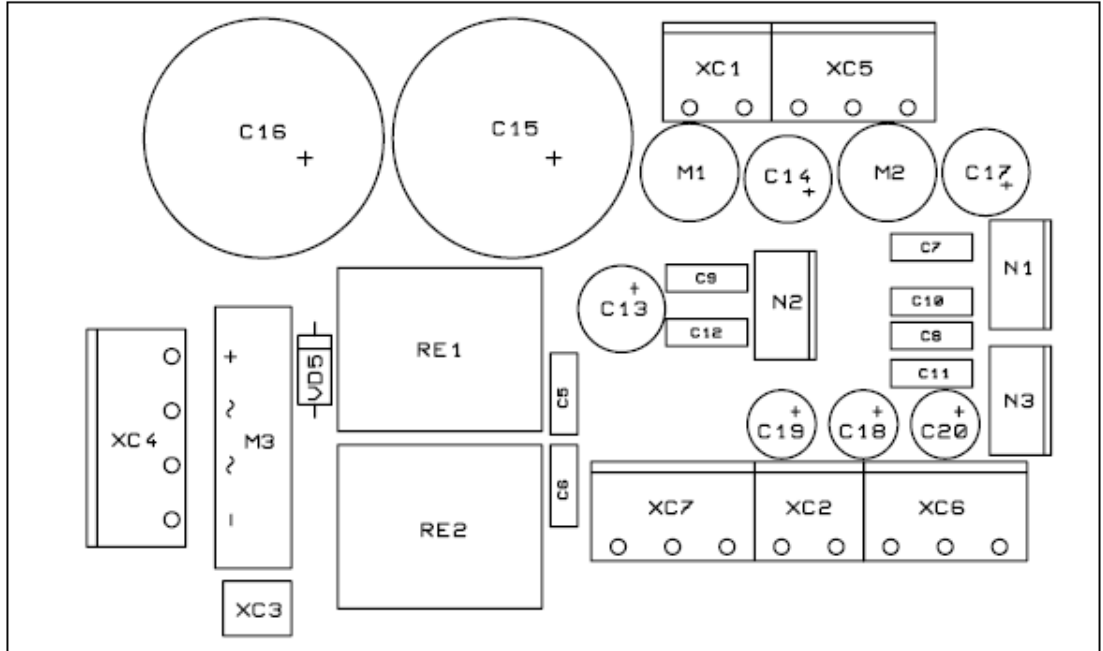 XC1 XC5
C16 C15
M1 C14 M2 C17
C7 N1
C9 N2 C10
C13 C12 C8
RE1 C11
VD5 C5 N3
XC4 M3 C19 C18 C20
C6
RE2 XC7 XC2 XC6
XC3